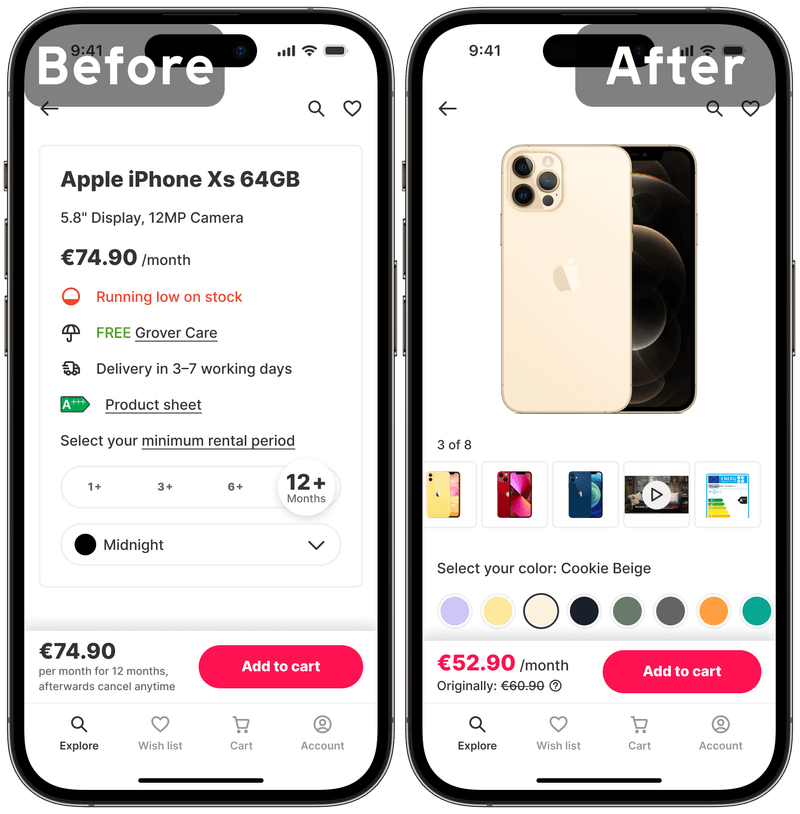 9:41
Before
Apple iPhone Xs 64GB
5.8" Display, 12MP Camera
€74.90 /month
Running low on stock
FREE Grover Care
Delivery in 3–7 working days
A+++ Product sheet
Select your minimum rental period
1+ 3+ 6+ 12+
Months
Midnight
€74.90
per month for 12 months,
afterwards cancel anytime
Add to cart
Explore Wish list Cart Account
9:41
After
3 of 8
ENERG
Select your color: Cookie Beige
€52.90 /month
Originally: €60.90
Add to cart
Explore Wish list Cart Account